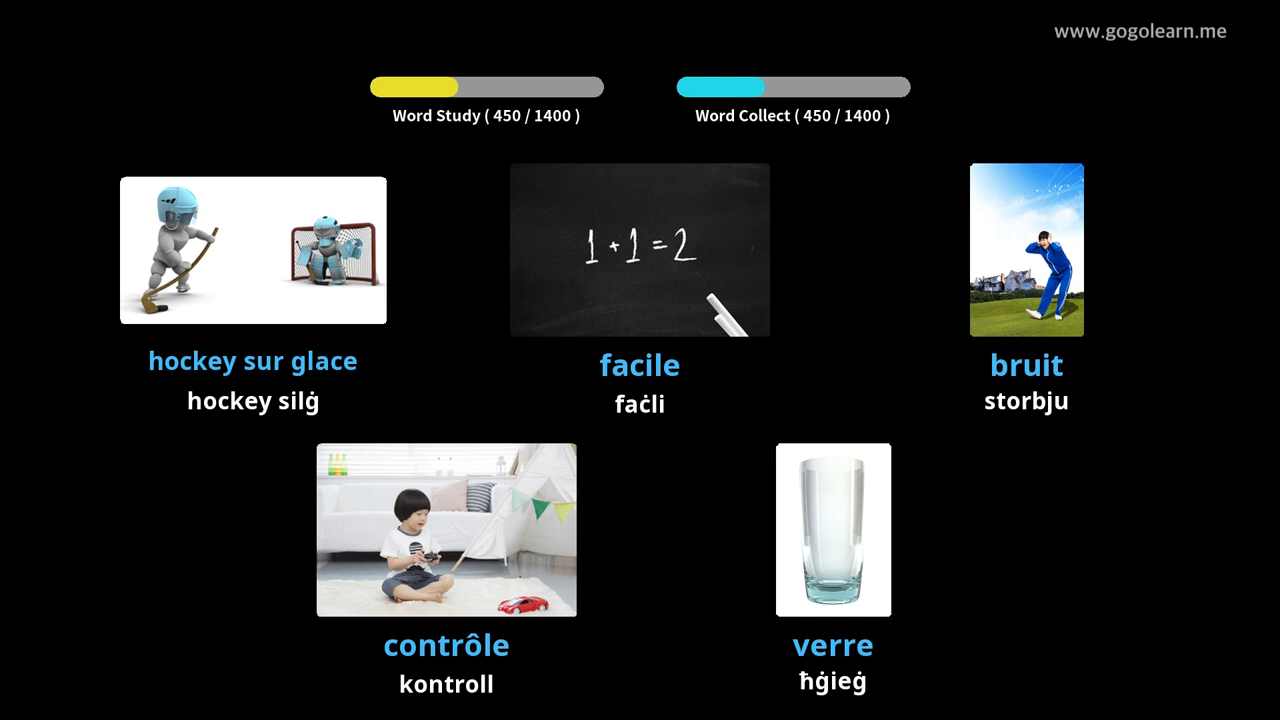 www.gogolearn.me
Word Study ( 450 / 1400 )
Word Collect ( 450 / 1400 )
1 + 1 = 2
hockey sur glace
hockey silġ
facile
faċli
bruit
storbju
contrôle
kontroll
verre
ħġieġ